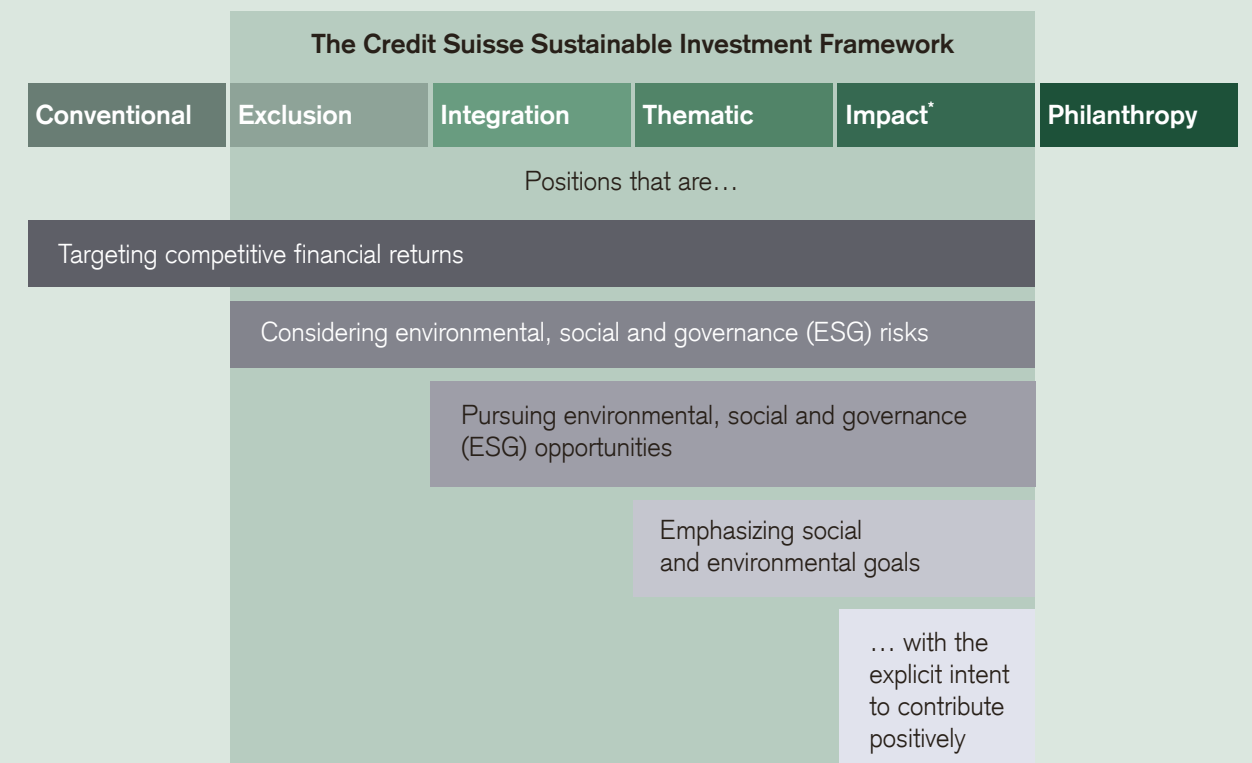 The Credit Suisse Sustainable Investment Framework
Conventional
Exclusion
Integration
Thematic
Impact*
Philanthropy
Positions that are…
Targeting competitive financial returns
Considering environmental, social and governance (ESG) risks
Pursuing environmental, social and governance
(ESG) opportunities
Emphasizing social
and environmental goals
… with the
explicit intent
to contribute
positively